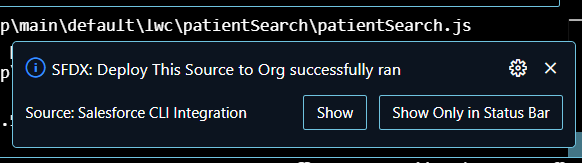 p\main\default\lwc\patientSearch\patientSearch.js
SFDX: Deploy This Source to Org successfully ran
Source: Salesforce CLI Integration
Show
Show Only in Status Bar